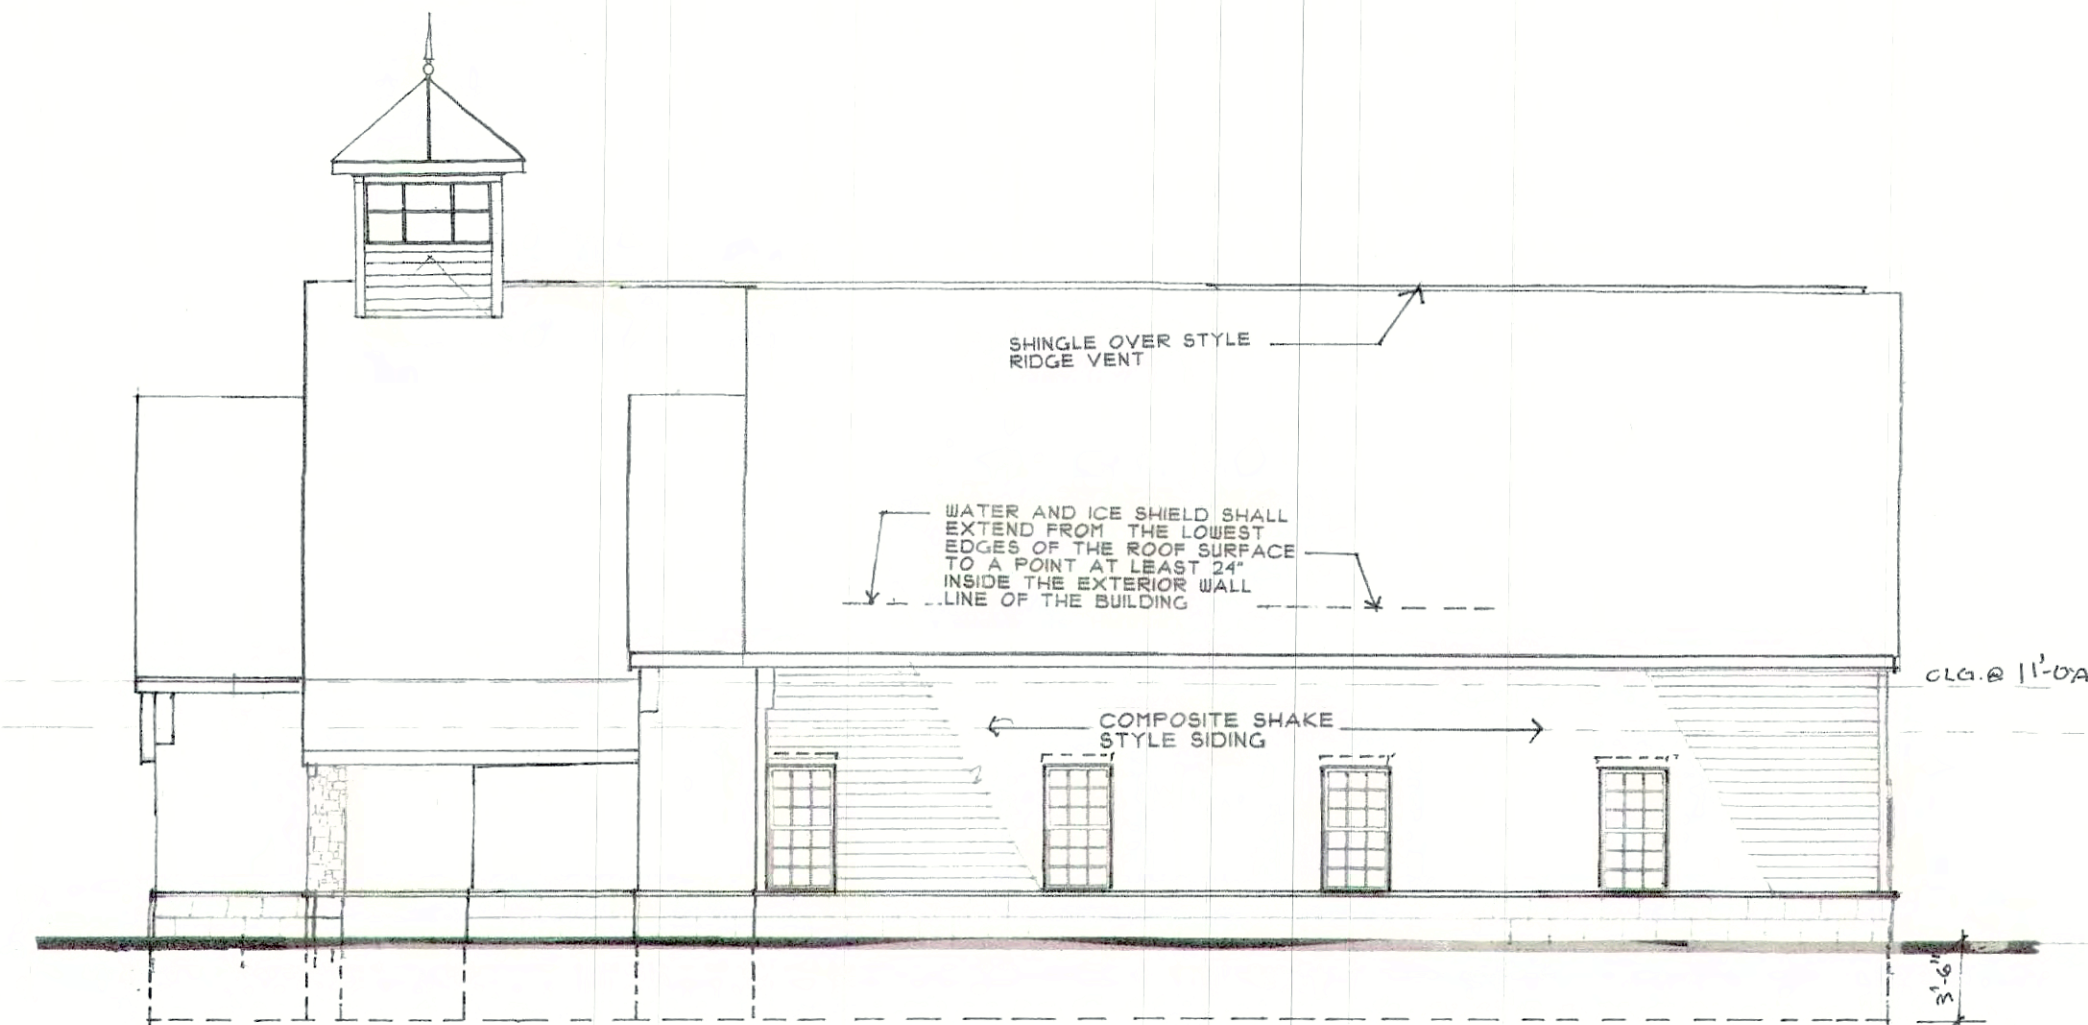 SHINGLE OVER STYLE
RIDGE VENT
WATER AND ICE SHIELD SHALL
EXTEND FROM THE LOWEST
EDGES OF THE ROOF SURFACE
TO A POINT AT LEAST 24"
INSIDE THE EXTERIOR WALL
LINE OF THE BUILDING
CLG. @ 11'-0"
COMPOSITE SHAKE
STYLE SIDING
3'-6"